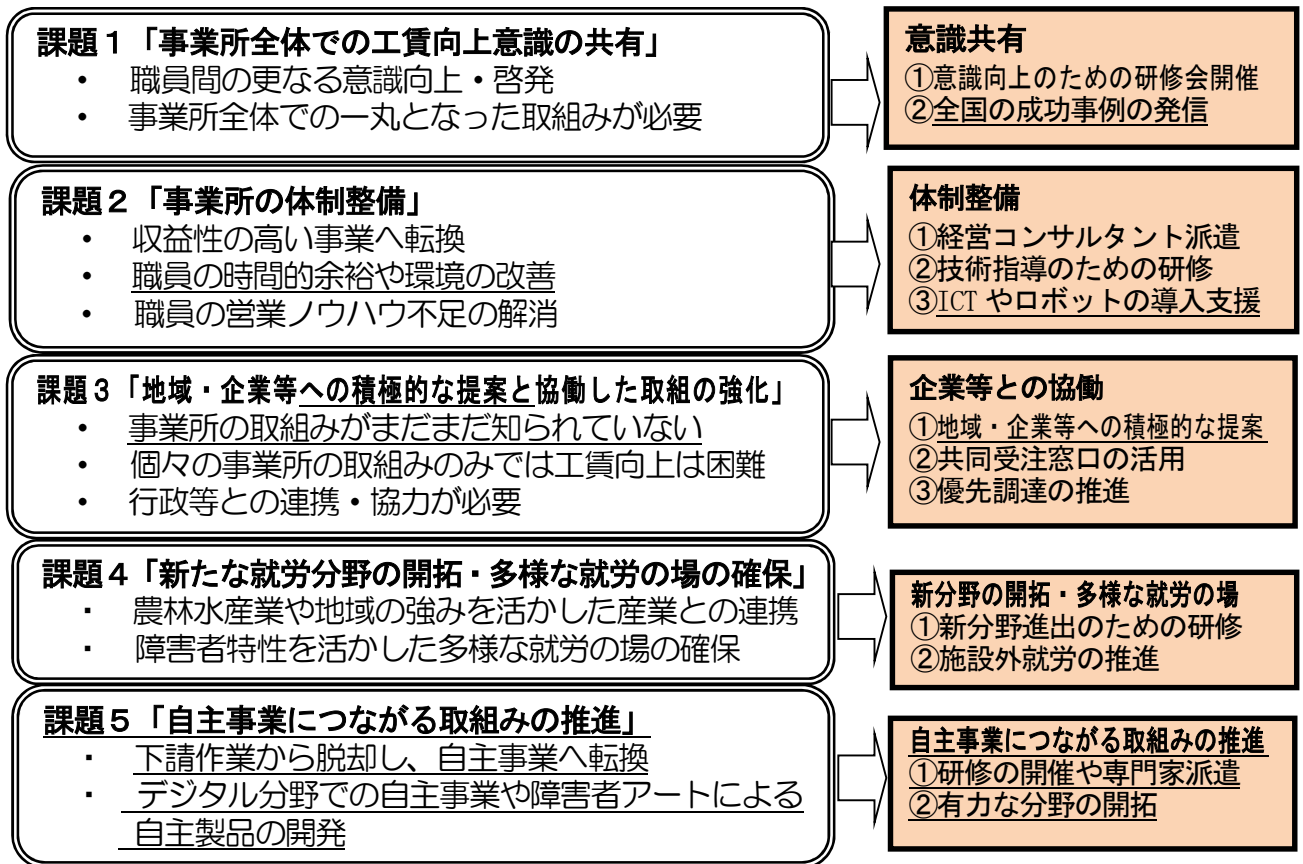 課題１「事業所全体での工賃向上意識の共有」
・ 職員間の更なる意識向上・啓発
・ 事業所全体での一丸となった取組みが必要
意識共有
①意識向上のための研修会開催
②全国の成功事例の発信
課題２「事業所の体制整備」
・ 収益性の高い事業へ転換
・ 職員の時間的余裕や環境の改善
・ 職員の営業ノウハウ不足の解消
体制整備
①経営コンサルタント派遣
②技術指導のための研修
③ICT やロボットの導入支援
課題３「地域・企業等への積極的な提案と協働した取組の強化」
・ 事業所の取組みがまだまだ知られていない
・ 個々の事業所の取組みのみでは工賃向上は困難
・ 行政等との連携・協力が必要
企業等との協働
①地域・企業等への積極的な提案
②共同受注窓口の活用
③優先調達の推進
課題４「新たな就労分野の開拓・多様な就労の場の確保」
・ 農林水産業や地域の強みを活かした産業との連携
・ 障害者特性を活かした多様な就労の場の確保
新分野の開拓・多様な就労の場
①新分野進出のための研修
②施設外就労の推進
課題５「自主事業につながる取組みの推進」
・ 下請作業から脱却し、自主事業へ転換
・ デジタル分野での自主事業や障害者アートによる
自主製品の開発
自主事業につながる取組みの推進
①研修の開催や専門家派遣
②有力な分野の開拓